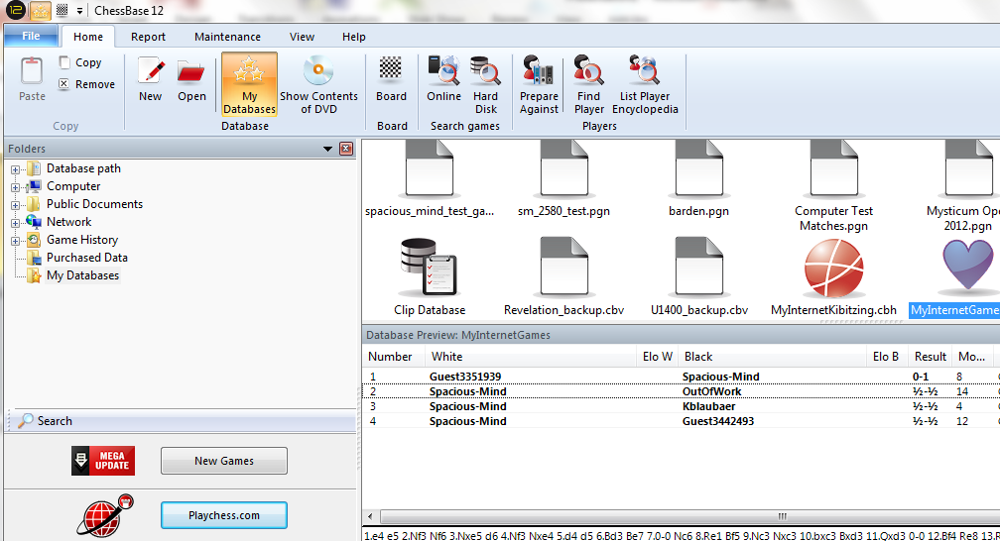 12 ChessBase 12
File Home Report Maintenance View Help
Copy
Remove
Paste New Open My Databases Show Contents of DVD Board Online Hard Disk Prepare Against Find Player List Player Encyclopedia
Copy Database Board Search games Players
Folders
Database path
Computer
Public Documents
Network
Game History
Purchased Data
My Databases
spacious_mind_test_ga... sm_2580_test.pgn barden.pgn Computer Test Matches.pgn Mysticum Op 2012.pgn
Clip Database Revelation_backup.cbv U1400_backup.cbv MyInternetKibitzing.cbh MyInternetGame
Database Preview: MyInternetGames
Number White Elo W Black Elo B Result Mo...
1 Guest3351939 Spacious-Mind 0-1 8
2 Spacious-Mind OutOfWork ½-½ 14
3 Spacious-Mind Kblaubaer ½-½ 4
4 Spacious-Mind Guest3442493 ½-½ 12
Search
MEGA UPDATE New Games
Playchess.com
1.e4 e5 2.Nf3 Nf6 3.Nxe5 d6 4.Nf3 Nxe4 5.d4 d5 6.Bd3 Be7 7.0-0 Nc6 8.Re1 Bf5 9.Nc3 Nxc3 10.bxc3 Bxd3 11.Qxd3 0-0 12.Bf4 Re8 13.R